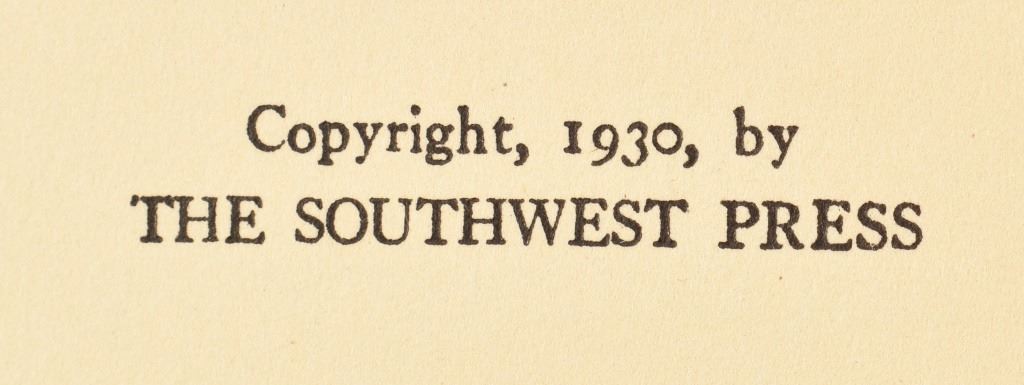 Copyright, 1930, by
THE SOUTHWEST PRESS